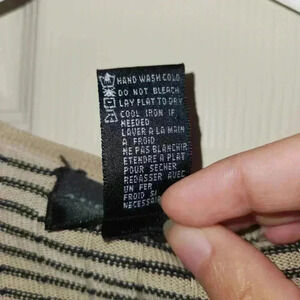 HAND WASH COLD
DO NOT BLEACH
LAY FLAT TO DRY
COOL IRON IF
NEEDED
LAVER A LA MAIN
A FROID
NE PAS BLANCHIR
ETENDRE A PLAT
POUR SECHER
REPASSER AVEC
UN FER
FROID SI
NECESSAI